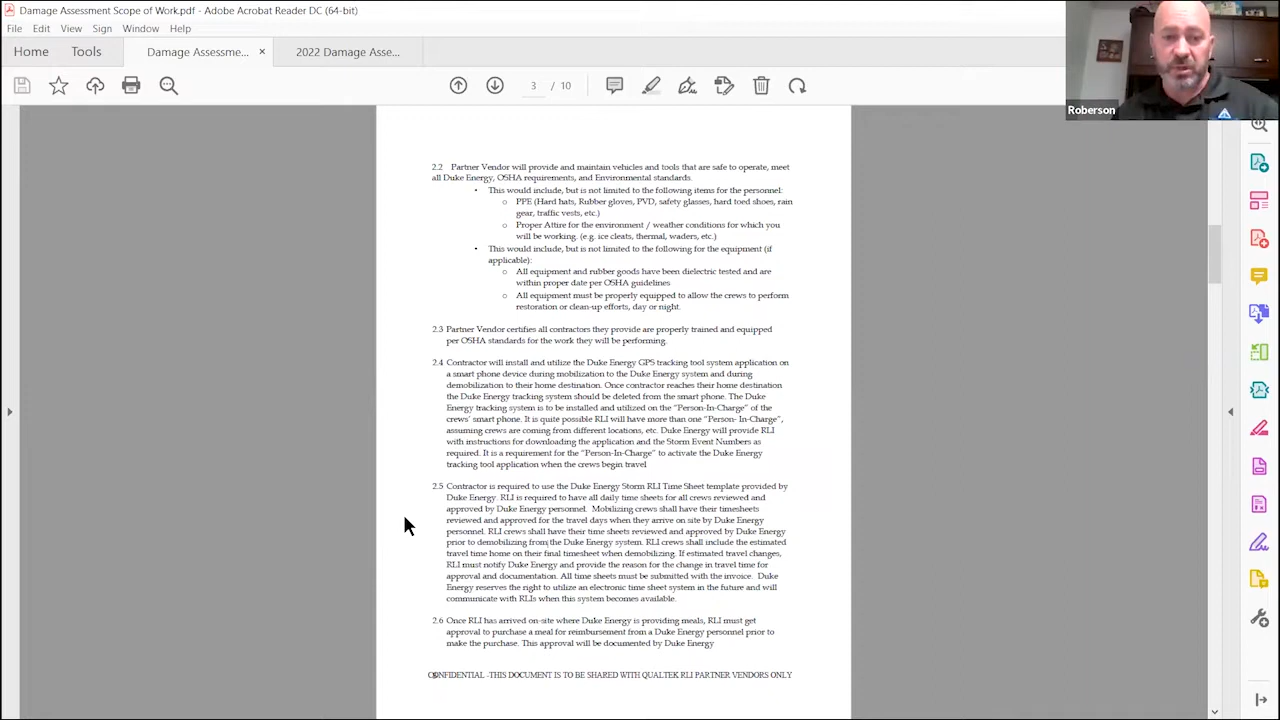 Damage Assessment Scope of Work.pdf - Adobe Acrobat Reader DC (64-bit)
File Edit View Sign Window Help
Home Tools Damage Assessme... × 2022 Damage Asse...
3 / 10
Roberson
2.2 Partner Vendor will provide and maintain vehicles and tools that are safe to operate, meet
all Duke Energy, OSHA requirements, and Environmental standards.
• This would include, but is not limited to the following items for the personnel:
o PPE (Hard hats, Rubber gloves, PVD, safety glasses, hard toed shoes, rain
gear, traffic vests, etc.)
o Proper Attire for the environment / weather conditions for which you
will be working. (e.g. ice cleats, thermal, waders, etc.)
• This would include, but is not limited to the following for the equipment (if
applicable):
o All equipment and rubber goods have been dielectric tested and are
within proper date per OSHA guidelines
o All equipment must be properly equipped to allow the crews to perform
restoration or clean-up efforts, day or night.
2.3 Partner Vendor certifies all contractors they provide are properly trained and equipped
per OSHA standards for the work they will be performing.
2.4 Contractor will install and utilize the Duke Energy GPS tracking tool system application on
a smart phone device during mobilization to the Duke Energy system and during
demobilization to their home destination. Once contractor reaches their home destination
the Duke Energy tracking system should be deleted from the smart phone. The Duke
Energy tracking system is to be installed and utilized on the “Person-In-Charge” of the
crews’ smart phone. It is quite possible RLI will have more than one “Person- In-Charge”,
assuming crews are coming from different locations, etc. Duke Energy will provide RLI
with instructions for downloading the application and the Storm Event Numbers as
required. It is a requirement for the “Person-In-Charge” to activate the Duke Energy
tracking tool application when the crews begin travel
2.5 Contractor is required to use the Duke Energy Storm RLI Time Sheet template provided by
Duke Energy. RLI is required to have all daily time sheets for all crews reviewed and
approved by Duke Energy personnel. Mobilizing crews shall have their timesheets
reviewed and approved for the travel days when they arrive on site by Duke Energy
personnel. RLI crews shall have their time sheets reviewed and approved by Duke Energy
prior to demobilizing from the Duke Energy system. RLI crews shall include the estimated
travel time home on their final timesheet when demobilizing. If estimated travel changes,
RLI must notify Duke Energy and provide the reason for the change in travel time for
approval and documentation. All time sheets must be submitted with the invoice. Duke
Energy reserves the right to utilize an electronic time sheet system in the future and will
communicate with RLIs when this system becomes available.
2.6 Once RLI has arrived on-site where Duke Energy is providing meals, RLI must get
approval to purchase a meal for reimbursement from a Duke Energy personnel prior to
make the purchase. This approval will be documented by Duke Energy
CONFIDENTIAL -THIS DOCUMENT IS TO BE SHARED WITH QUALTEK RLI PARTNER VENDORS ONLY